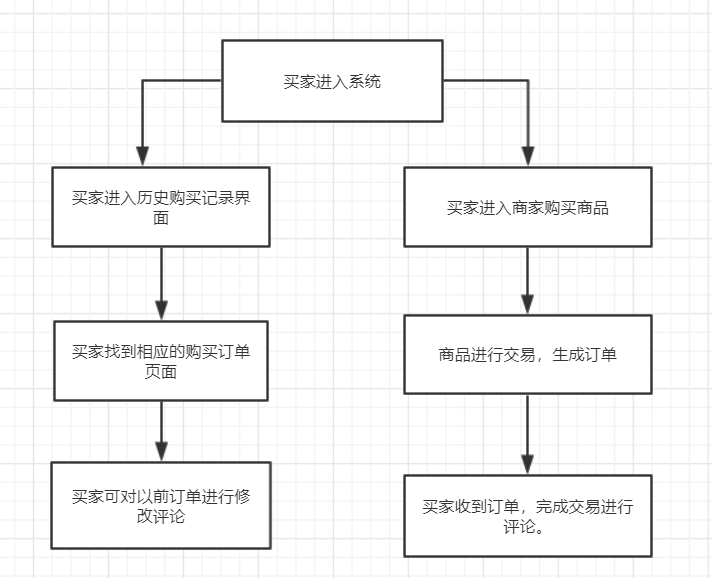 买家进入系统
买家进入历史购买记录界
面
买家进入商家购买商品
买家找到相应的购买订单
页面
商品进行交易，生成订单
买家可对以前订单进行修
改评论
买家收到订单，完成交易进行
评论。